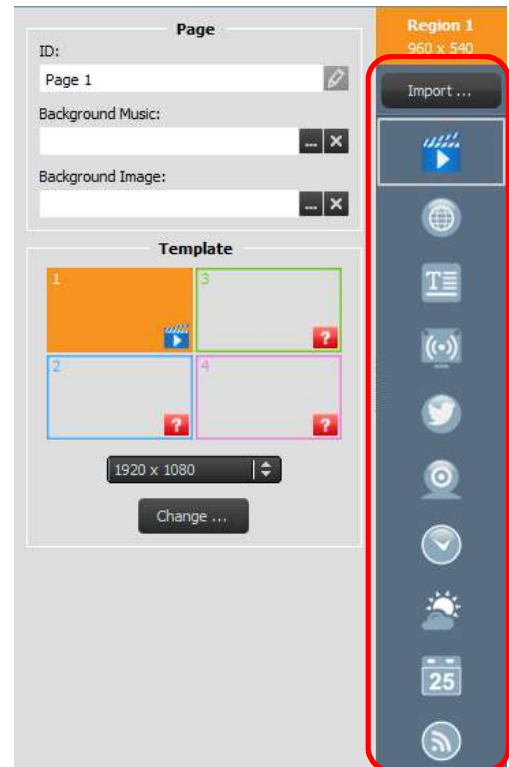 Page
ID:
Page 1
Background Music:
...
Background Image:
...
Template
1
3
?
2
4
?
?
1920 x 1080
Change ...
Region 1
960 x 540
Import ...
T
25